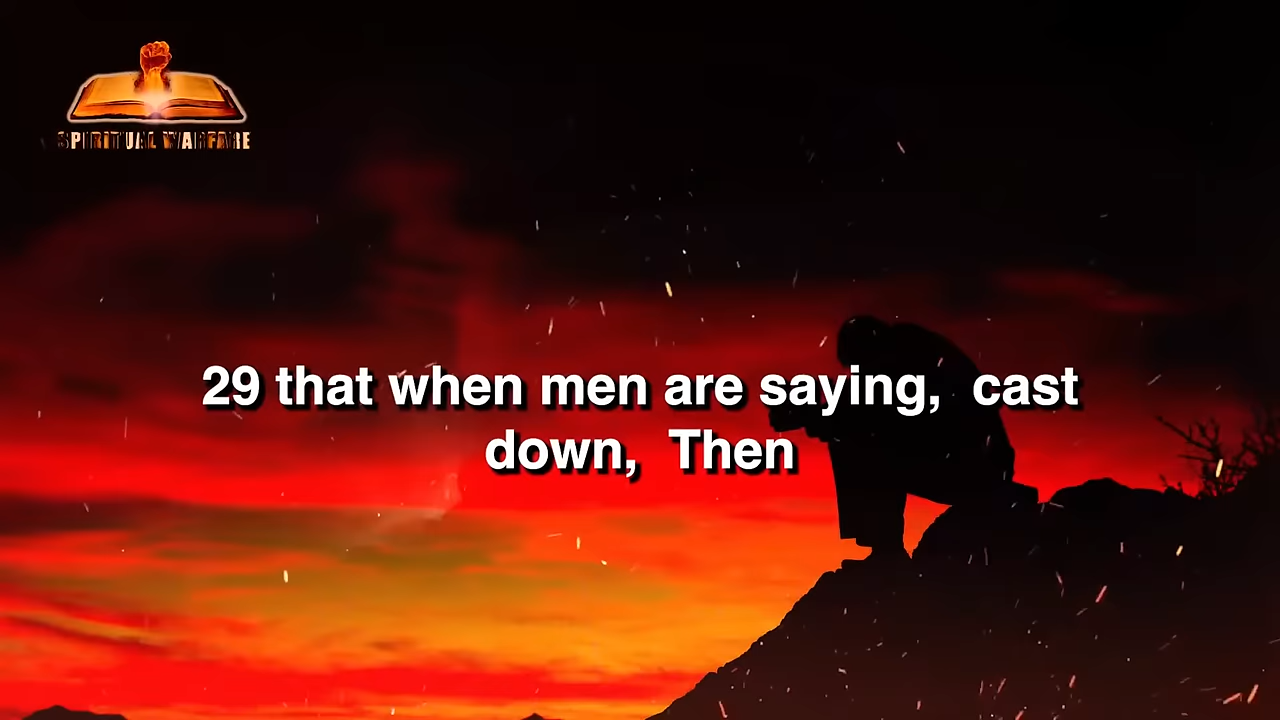 SPIRITUAL WARFARE
29 that when men are saying,  cast
down,  Then